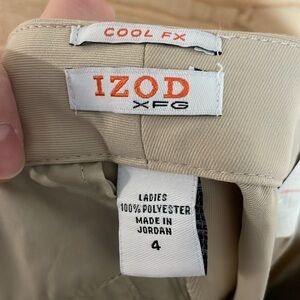 COOL FX
IZOD
XFG
LADIES
100% POLYESTER
MADE IN
JORDAN
4